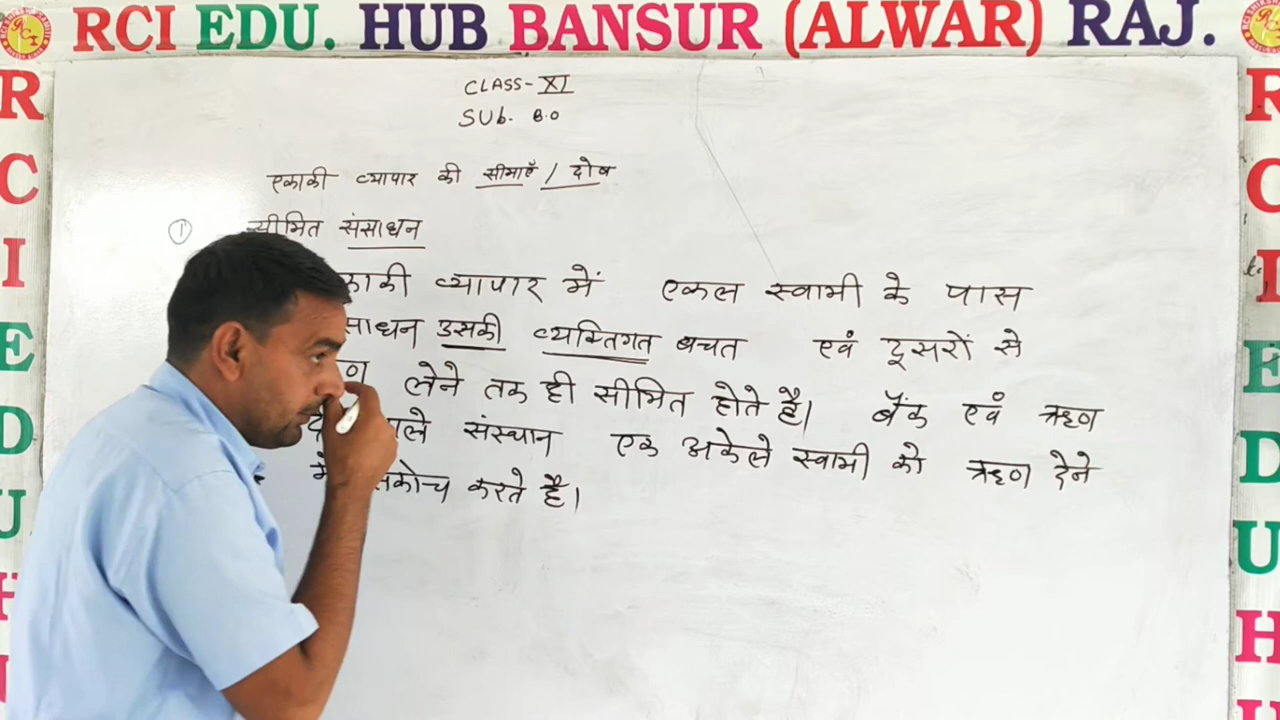 RCI EDU. HUB BANSUR (ALWAR) RAJ.
CLASS-XI
SUb. B.O
एकाकी व्यापार की सीमाएँ / दोष
① सीमित संसाधन
व्यापार में एकल स्वामी के पास
उसकी व्यक्तिगत बचत एवं दूसरों से
लेने तक ही सीमित होते है। बैंक एवं ऋण
संस्थान एक अकेले स्वामी को ऋण देने
करते है।
R
C
I
E
D
U
H
R
C
I
E
D
U
H